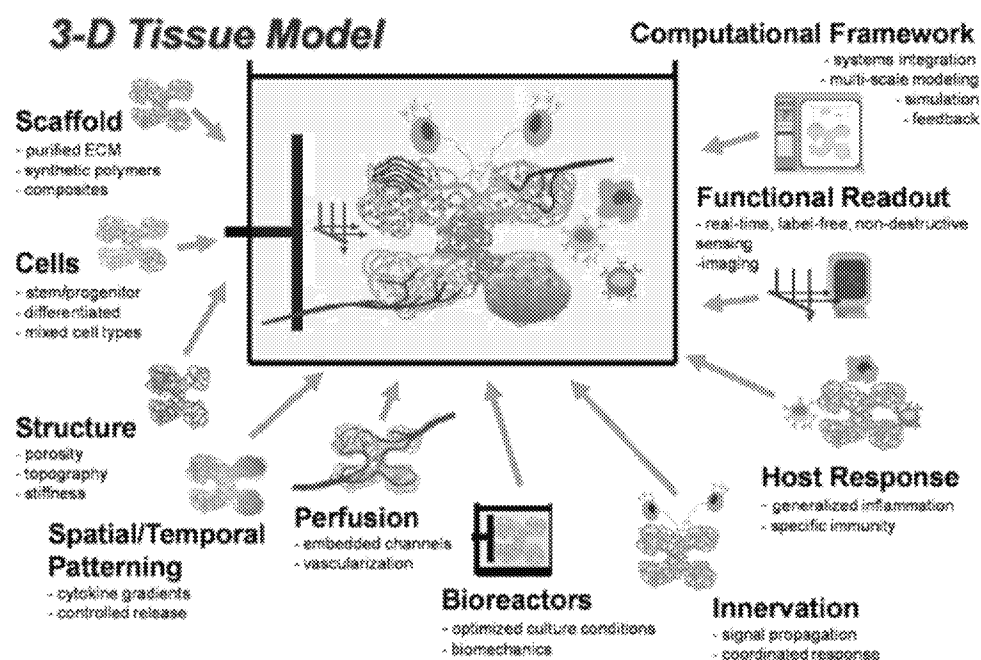 3-D Tissue Model
Scaffold
- purified ECM
- synthetic polymers
- composites
Cells
- stem/progenitor
- differentiated
- mixed cell types
Structure
- porosity
- topography
- stiffness
Spatial/Temporal
Patterning
- cytokine gradients
- controlled release
Perfusion
- embedded channels
- vascularization
Bioreactors
- optimized culture conditions
- biomechanics
Innervation
- signal propagation
- coordinated response
Host Response
- generalized inflammation
- specific immunity
Functional Readout
- real-time, label-free, non-destructive
sensing
-imaging
Computational Framework
- systems integration
- multi-scale modeling
- simulation
- feedback